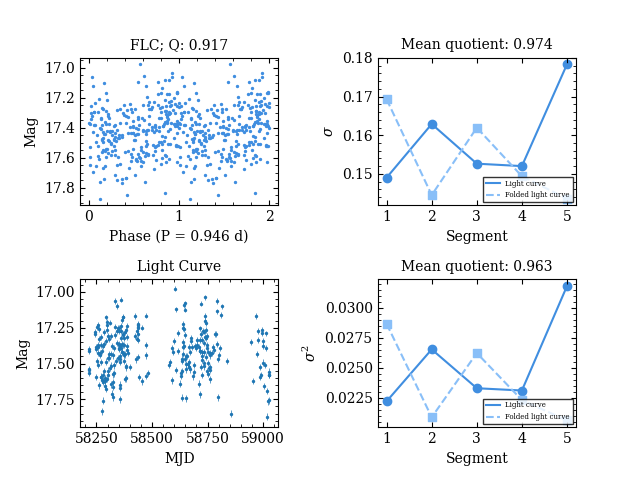 FLC; Q: 0.917
17.0
17.2
17.4
17.6
17.8
Mag
0
1
2
Phase (P = 0.946 d)
Mean quotient: 0.974
0.18
0.17
0.16
0.15
σ
1
2
3
4
5
Segment
Light curve
Folded light curve
Light Curve
17.00
17.25
17.50
17.75
Mag
58250
58500
58750
59000
MJD
Mean quotient: 0.963
0.0300
0.0275
0.0250
0.0225
σ²
1
2
3
4
5
Segment
Light curve
Folded light curve